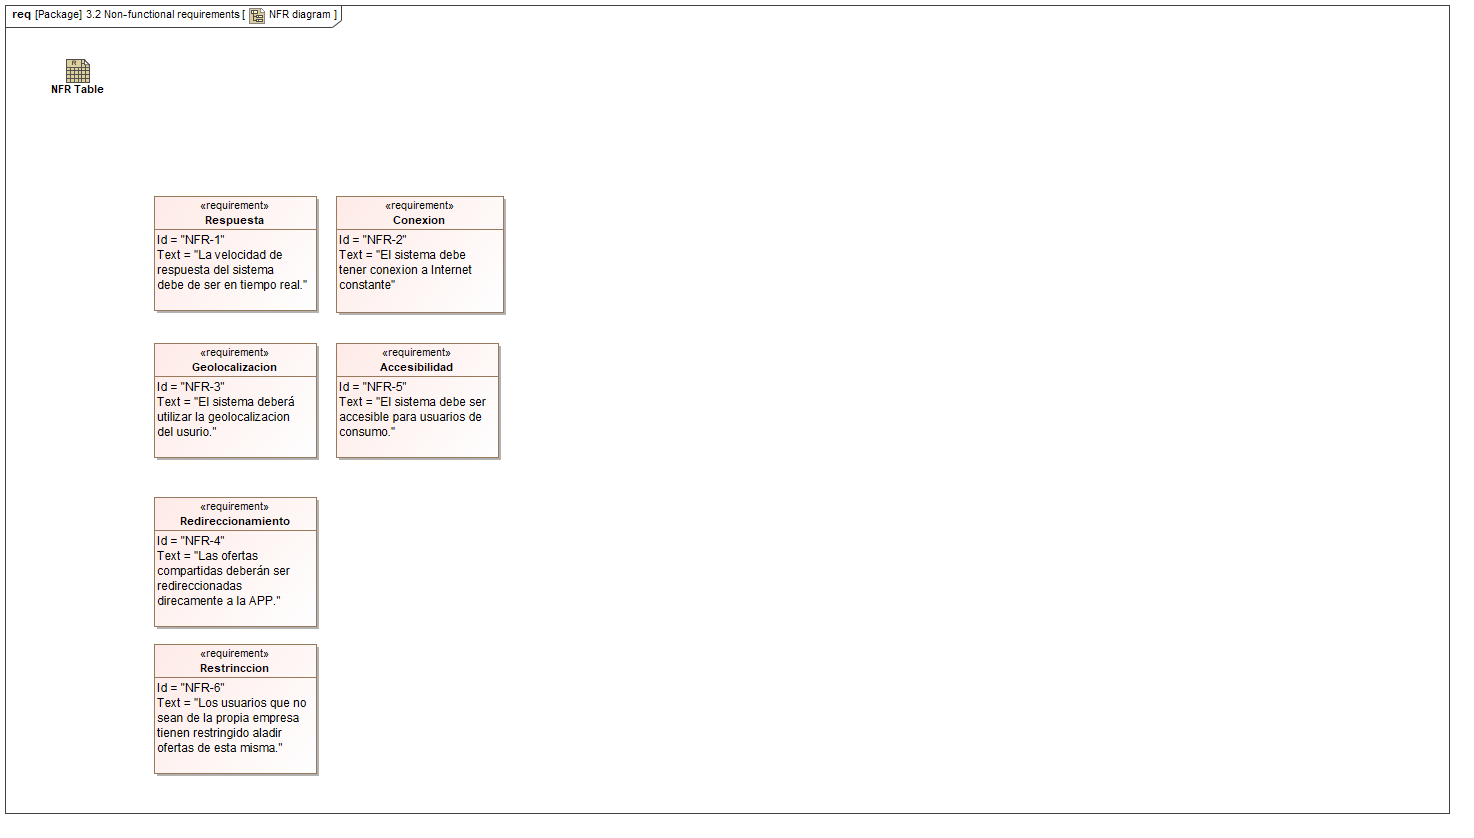 req [Package] 3.2 Non-functional requirements [ NFR diagram ]
NFR Table
«requirement»
Respuesta
Id = "NFR-1"
Text = "La velocidad de
respuesta del sistema
debe de ser en tiempo real."
«requirement»
Conexion
Id = "NFR-2"
Text = "El sistema debe
tener conexion a Internet
constante"
«requirement»
Geolocalizacion
Id = "NFR-3"
Text = "El sistema deberá
utilizar la geolocalizacion
del usurio."
«requirement»
Accesibilidad
Id = "NFR-5"
Text = "El sistema debe ser
accesible para usuarios de
consumo."
«requirement»
Redireccionamiento
Id = "NFR-4"
Text = "Las ofertas
compartidas deberán ser
redireccionadas
direcamente a la APP."
«requirement»
Restrinccion
Id = "NFR-6"
Text = "Los usuarios que no
sean de la propia empresa
tienen restringido aladir
ofertas de esta misma."